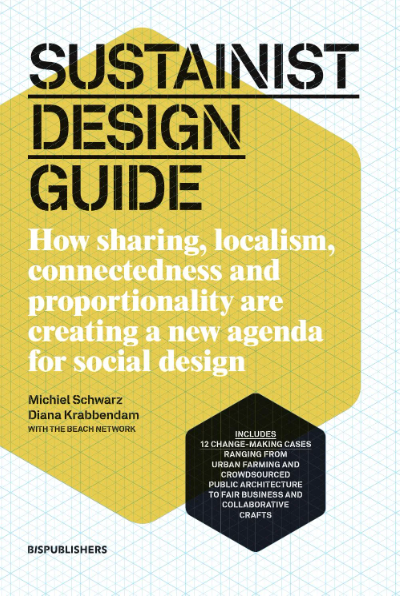 SUSTAINIST
DESIGN
GUIDE
How sharing, localism,
connectedness and
proportionality are
creating a new agenda
for social design
Michiel Schwarz
Diana Krabbendam
WITH THE BEACH NETWORK
INCLUDES
12 CHANGE-MAKING CASES
RANGING FROM
URBAN FARMING AND
CROWDSOURCED
PUBLIC ARCHITECTURE
TO FAIR BUSINESS AND
COLLABORATIVE
CRAFTS
BISPUBLISHERS